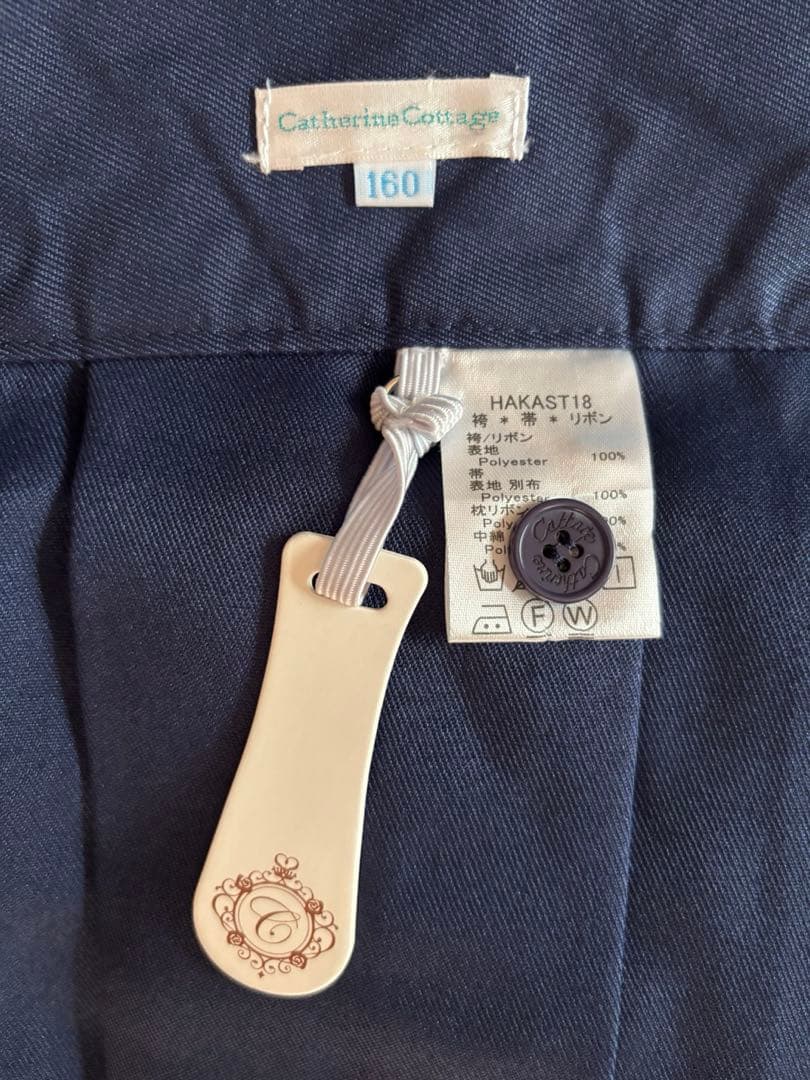 CatherineCottage
160
HAKAST18
袴 * 帯 * リボン
袴/リボン
表地
Polyester 100%
帯
表地 別布
Polyester 100%
枕リボン
Cottage
Catherine
中綿
F W
C